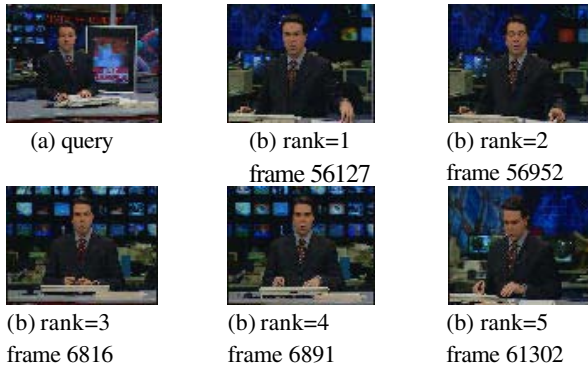 (a) query
(b) rank=1
frame 56127
(b) rank=2
frame 56952
(b) rank=3
frame 6816
(b) rank=4
frame 6891
(b) rank=5
frame 61302